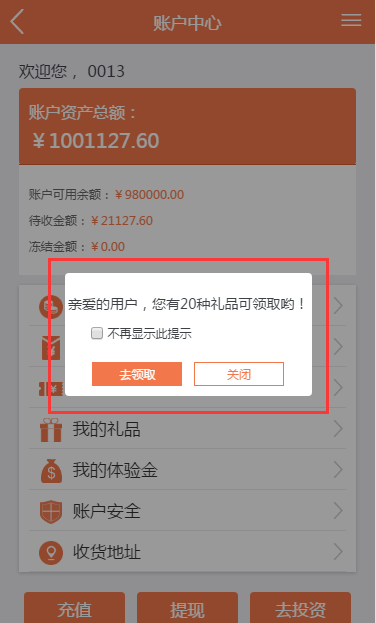 账户中心
欢迎您， 0013
账户资产总额：
￥1001127.60
账户可用余额：￥980000.00
待收金额：￥21127.60
冻结金额：￥0.00
亲爱的用户，您有20种礼品可领取哟！
不再显示此提示
去领取 关闭
我的礼品
我的体验金
账户安全
收货地址
充值 提现 去投资